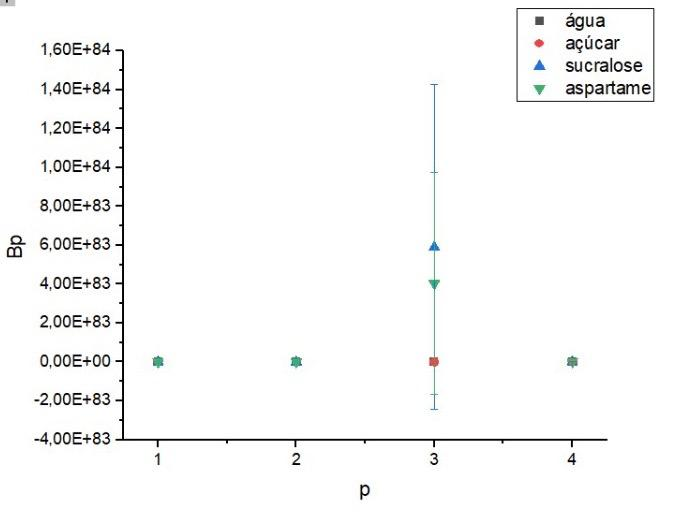 água
açúcar
sucralose
aspartame
1,60E+84
1,40E+84
1,20E+84
1,00E+84
8,00E+83
6,00E+83
4,00E+83
2,00E+83
0,00E+00
-2,00E+83
-4,00E+83
Bp
1 2 3 4
p